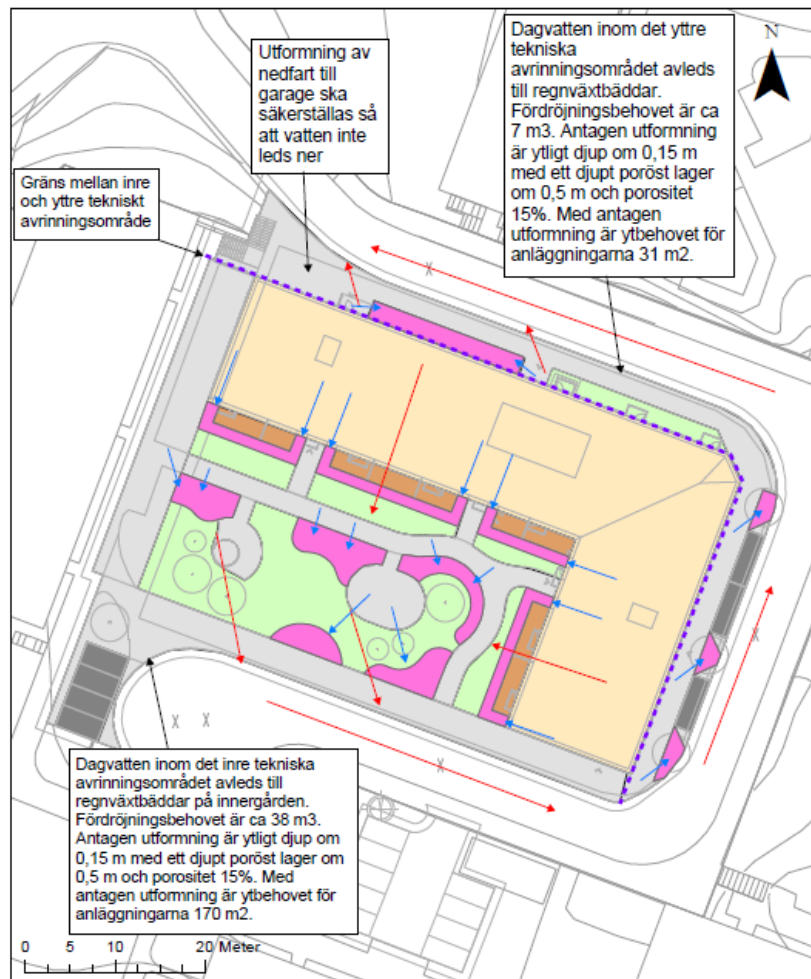 Utformning av
nedfart till
garage ska
säkerställas så
att vatten inte
leds ner
Dagvatten inom det yttre
tekniska
avrinningsområdet avleds
till regnväxtbäddar.
Fördröjningsbehovet är ca
7 m3. Antagen utformning
är ytligt djup om 0,15 m
med ett djupt poröst lager
om 0,5 m och porositet
15%. Med antagen
utformning är ytbehovet för
anläggningarna 31 m2.
N
Gräns mellan inre
och yttre tekniskt
avrinningsområde
Dagvatten inom det inre tekniska
avrinningsområdet avleds till
regnväxtbäddar på innergården.
Fördröjningsbehovet är ca 38 m3.
Antagen utformning är ytligt djup om
0,15 m med ett djupt poröst lager om
0,5 m och porositet 15%. Med
antagen utformning är ytbehovet för
anläggningarna 170 m2.
0 5 10 20 Meter